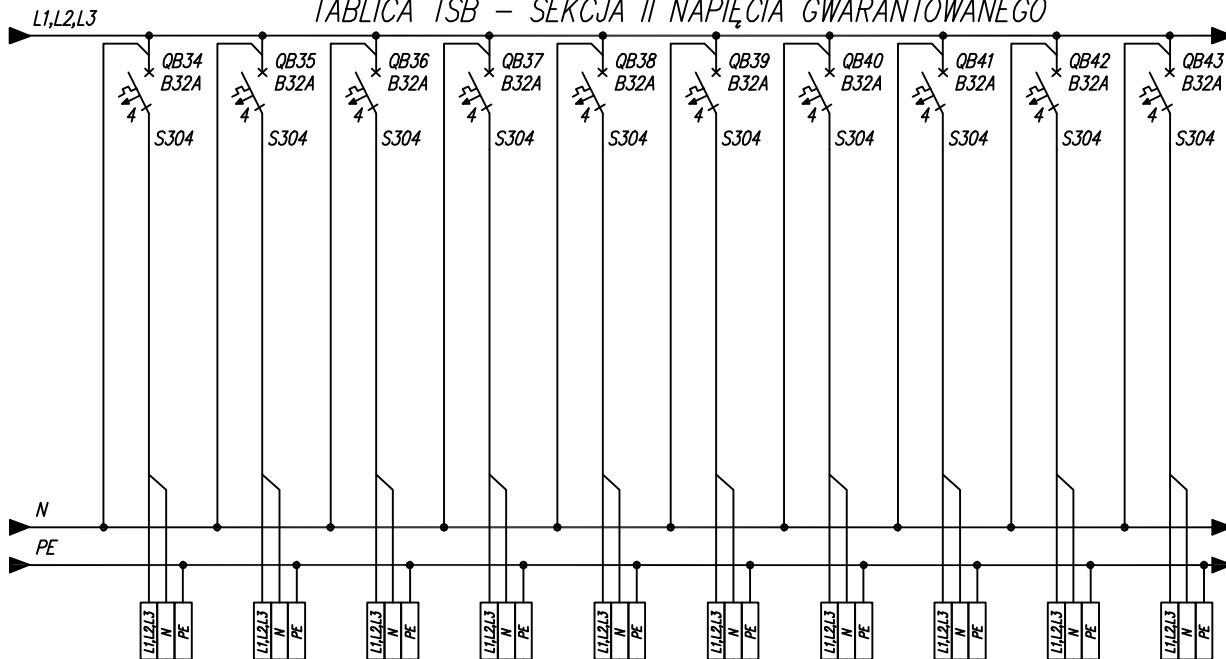 TABLICA TSB – SEKCJA II NAPIĘCIA GWARANTOWANEGO
L1,L2,L3
QB34 QB35 QB36 QB37 QB38 QB39 QB40 QB41 QB42 QB43
B32A B32A B32A B32A B32A B32A B32A B32A B32A B32A
4 4 4 4 4 4 4 4 4 4
S304 S304 S304 S304 S304 S304 S304 S304 S304 S304
N
PE
L1,L2,L3 N PE L1,L2,L3 N PE L1,L2,L3 N PE L1,L2,L3 N PE L1,L2,L3 N PE L1,L2,L3 N PE L1,L2,L3 N PE L1,L2,L3 N PE L1,L2,L3 N PE L1,L2,L3 N PE